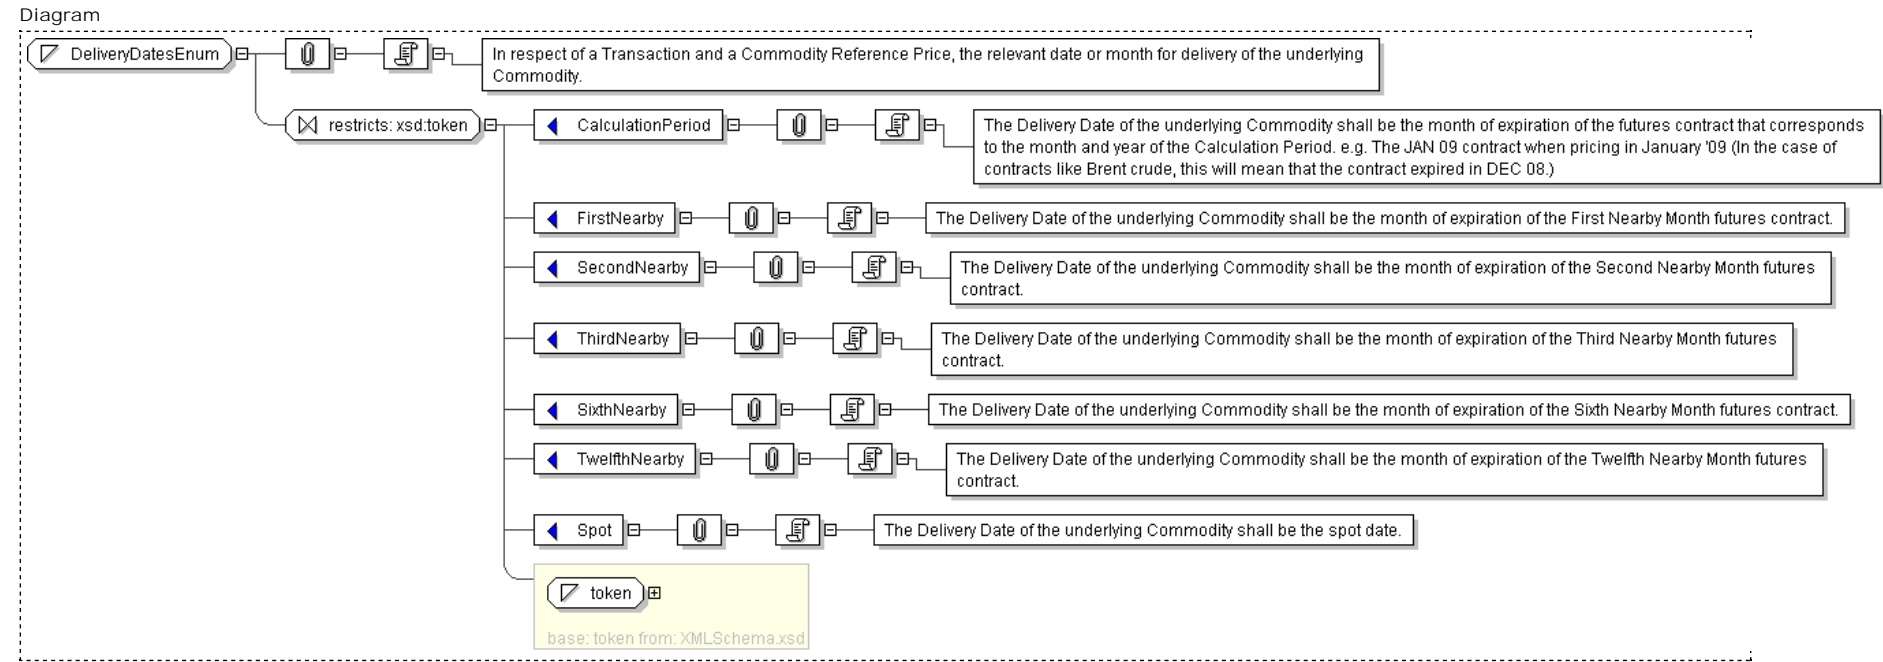 Diagram
DeliveryDatesEnum
In respect of a Transaction and a Commodity Reference Price, the relevant date or month for delivery of the underlying
Commodity.
restricts: xsd:token
CalculationPeriod
The Delivery Date of the underlying Commodity shall be the month of expiration of the futures contract that corresponds
to the month and year of the Calculation Period. e.g. The JAN 09 contract when pricing in January '09 (In the case of
contracts like Brent crude, this will mean that the contract expired in DEC 08.)
FirstNearby
The Delivery Date of the underlying Commodity shall be the month of expiration of the First Nearby Month futures contract.
SecondNearby
The Delivery Date of the underlying Commodity shall be the month of expiration of the Second Nearby Month futures
contract.
ThirdNearby
The Delivery Date of the underlying Commodity shall be the month of expiration of the Third Nearby Month futures
contract.
SixthNearby
The Delivery Date of the underlying Commodity shall be the month of expiration of the Sixth Nearby Month futures contract.
TwelfthNearby
The Delivery Date of the underlying Commodity shall be the month of expiration of the Twelfth Nearby Month futures
contract.
Spot
The Delivery Date of the underlying Commodity shall be the spot date.
token
base: token from: XMLSchema.xsd